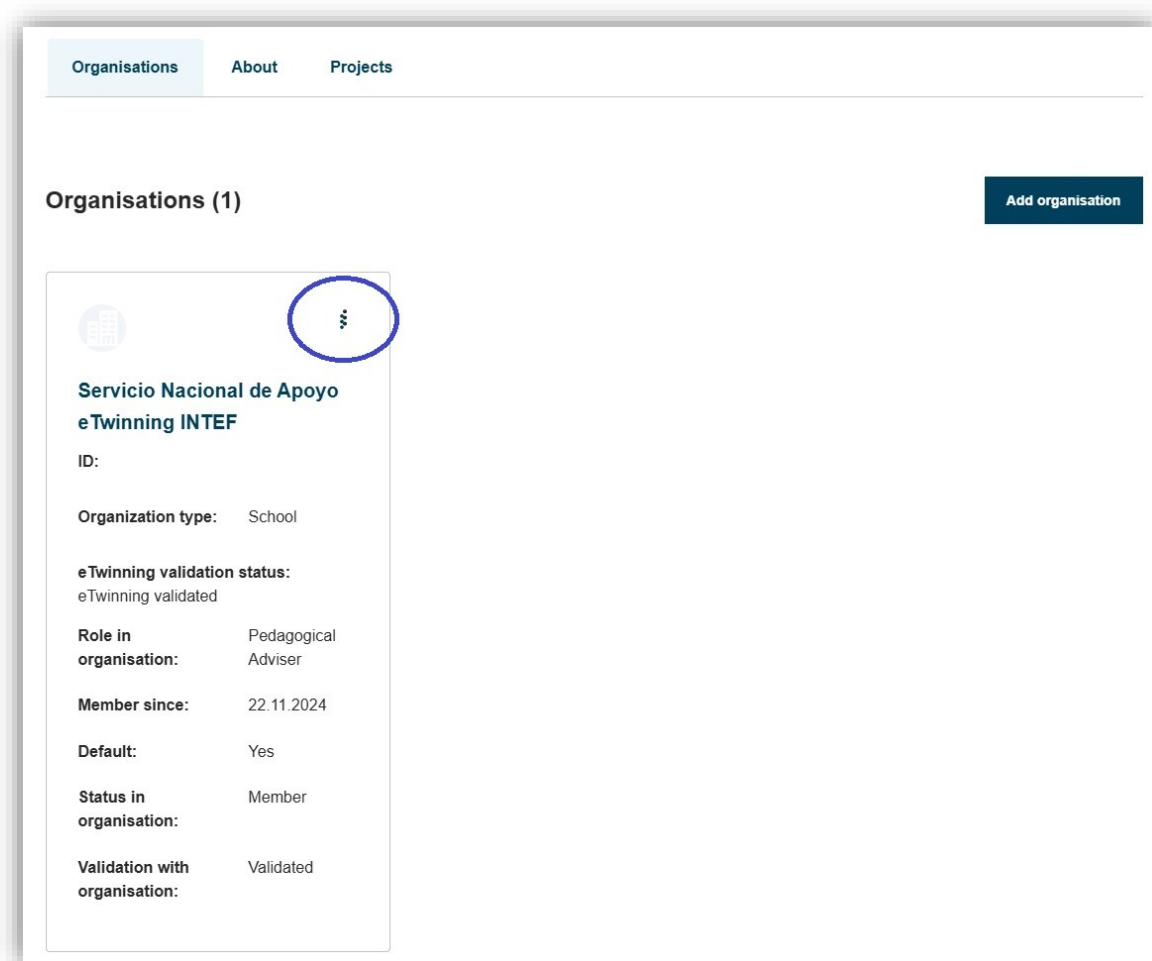 Organisations About Projects
Organisations (1)
Add organisation
Servicio Nacional de Apoyo
eTwinning INTEF
ID:
Organization type: School
eTwinning validation status:
eTwinning validated
Role in Pedagogical
organisation: Adviser
Member since: 22.11.2024
Default: Yes
Status in Member
organisation:
Validation with Validated
organisation: